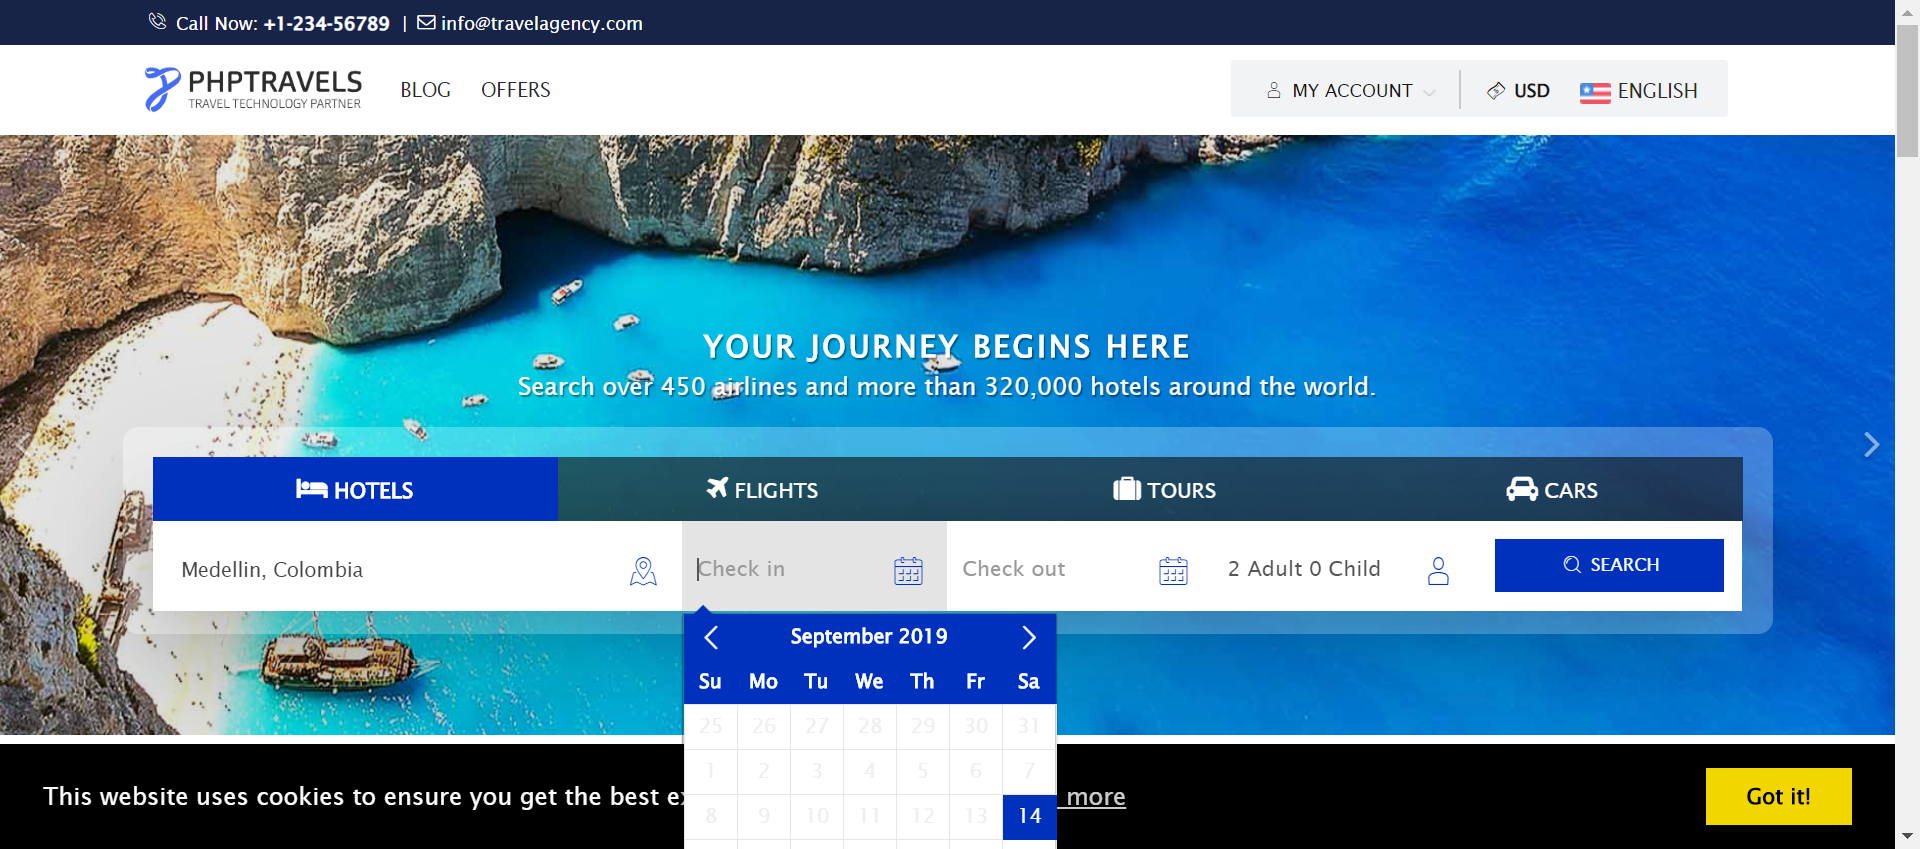 Call Now: +1-234-56789 | info@travelagency.com
PHPTRAVELS
TRAVEL TECHNOLOGY PARTNER
BLOG OFFERS
MY ACCOUNT USD ENGLISH
YOUR JOURNEY BEGINS HERE
Search over 450 airlines and more than 320,000 hotels around the world.
HOTELS FLIGHTS TOURS CARS
Medellin, Colombia Check in Check out 2 Adult 0 Child SEARCH
September 2019
Su Mo Tu We Th Fr Sa
25 26 27 28 29 30 31
1 2 3 4 5 6 7
8 9 10 11 12 13 14
This website uses cookies to ensure you get the best more
Got it!